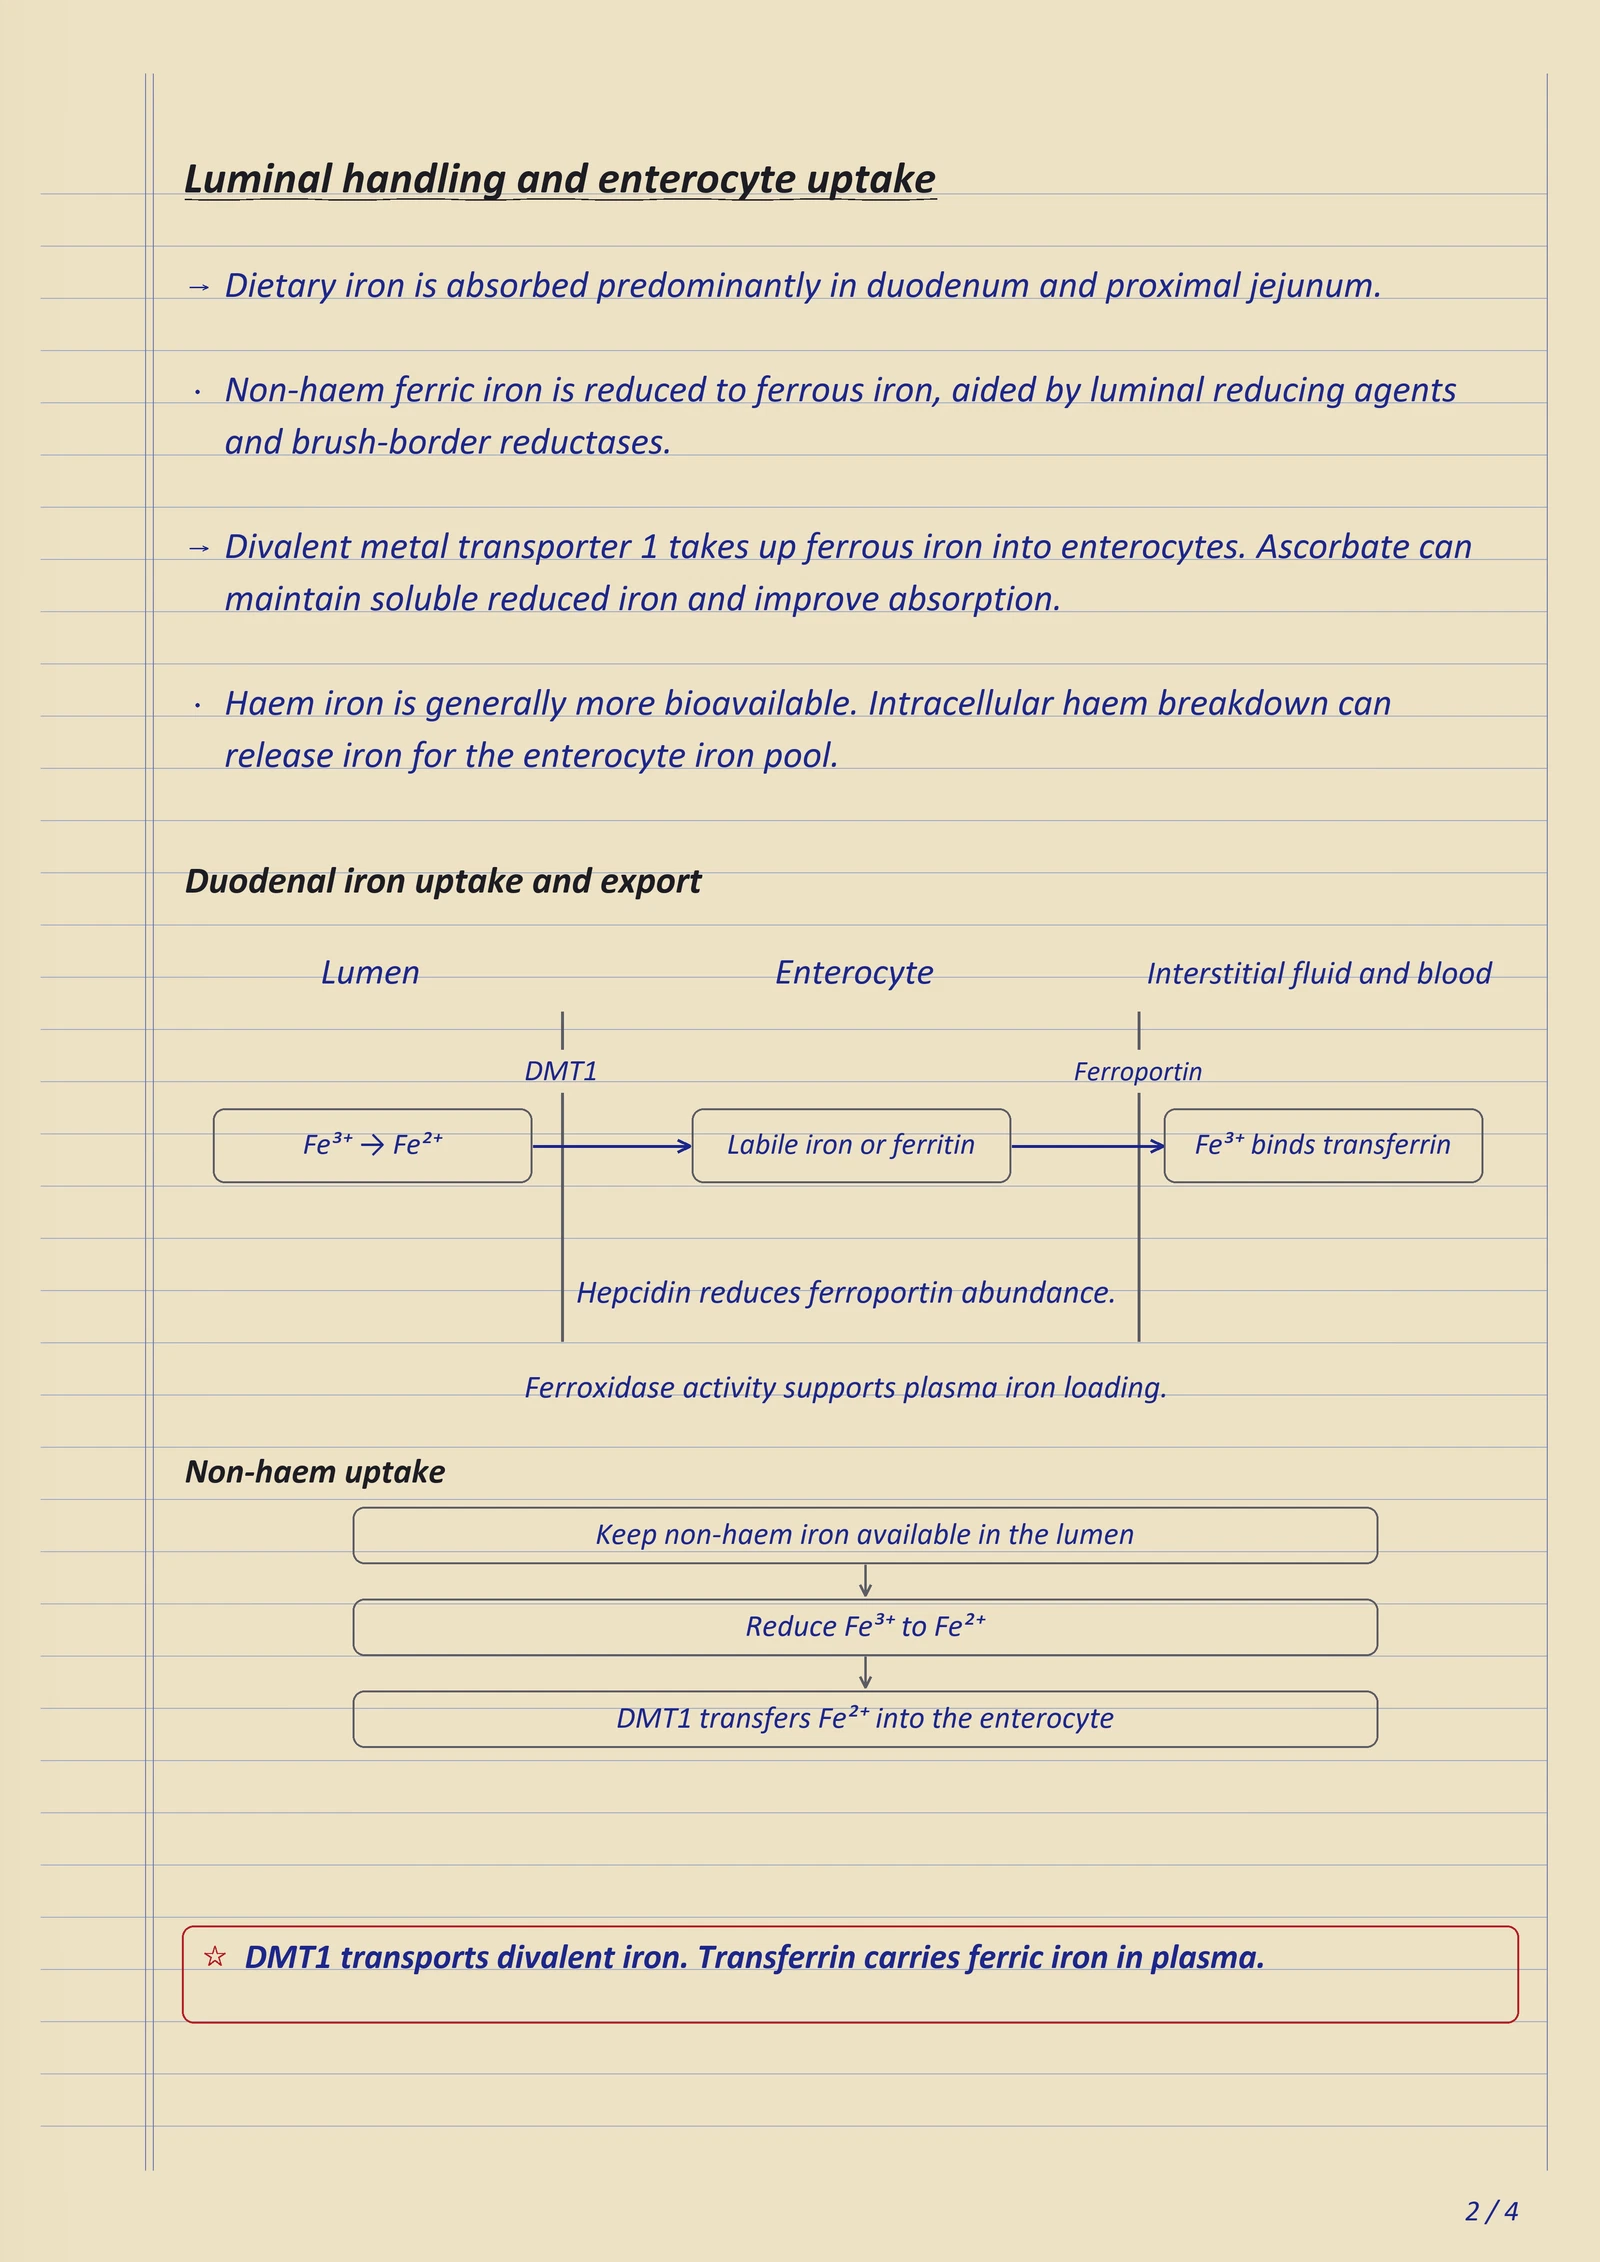 Luminal handling and enterocyte uptake
→ Dietary iron is absorbed predominantly in duodenum and proximal jejunum.
· Non-haem ferric iron is reduced to ferrous iron, aided by luminal reducing agents
and brush-border reductases.
→ Divalent metal transporter 1 takes up ferrous iron into enterocytes. Ascorbate can
maintain soluble reduced iron and improve absorption.
· Haem iron is generally more bioavailable. Intracellular haem breakdown can
release iron for the enterocyte iron pool.
Duodenal iron uptake and export
Lumen Enterocyte Interstitial fluid and blood
DMT1 Ferroportin
Fe³⁺ → Fe²⁺ Labile iron or ferritin Fe³⁺ binds transferrin
Hepcidin reduces ferroportin abundance.
Ferroxidase activity supports plasma iron loading.
Non-haem uptake
Keep non-haem iron available in the lumen
Reduce Fe³⁺ to Fe²⁺
DMT1 transfers Fe²⁺ into the enterocyte
☆ DMT1 transports divalent iron. Transferrin carries ferric iron in plasma.
2 / 4